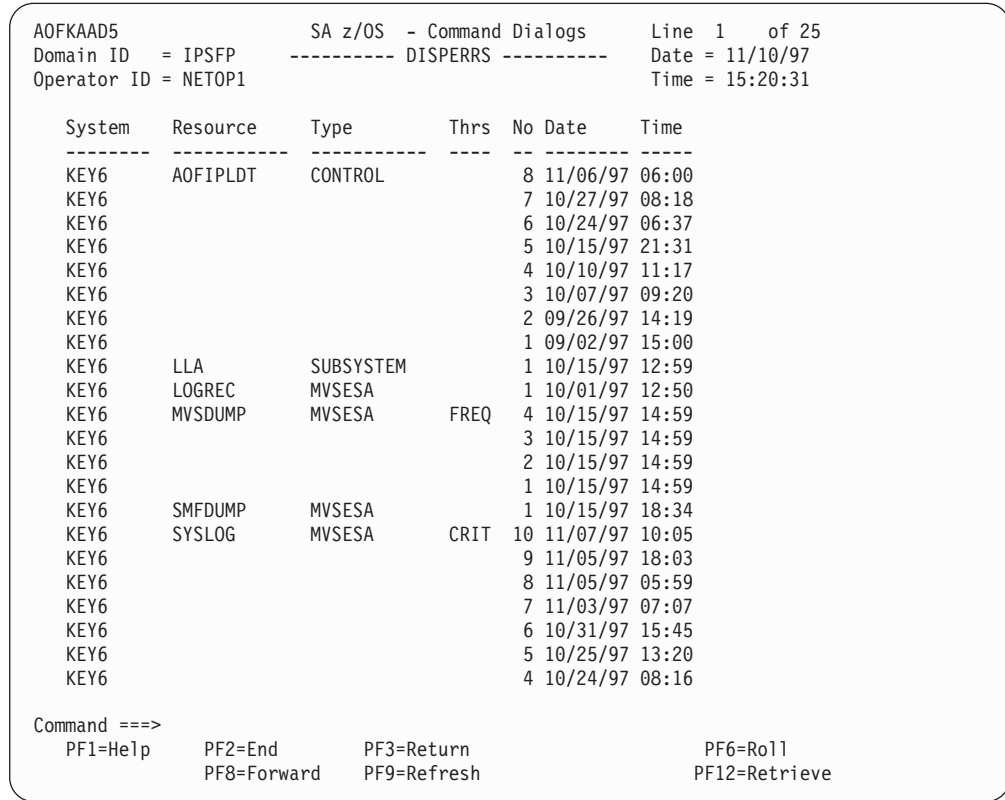 AOFKAAD5                 SA z/OS  - Command Dialogs     Line  1    of 25
Domain ID   = IPSFP    ---------- DISPERRS ----------   Date = 11/10/97
Operator ID = NETOP1                                    Time = 15:20:31
System   Resource    Type        Thrs  No Date     Time
-------- ----------- ----------- ----  -- -------- -----
KEY6     AOFIPLDT    CONTROL            8 11/06/97 06:00
KEY6                                    7 10/27/97 08:18
KEY6                                    6 10/24/97 06:37
KEY6                                    5 10/15/97 21:31
KEY6                                    4 10/10/97 11:17
KEY6                                    3 10/07/97 09:20
KEY6                                    2 09/26/97 14:19
KEY6                                    1 09/02/97 15:00
KEY6     LLA         SUBSYSTEM          1 10/15/97 12:59
KEY6     LOGREC      MVSESA             1 10/01/97 12:50
KEY6     MVSDUMP     MVSESA      FREQ   4 10/15/97 14:59
KEY6                                    3 10/15/97 14:59
KEY6                                    2 10/15/97 14:59
KEY6                                    1 10/15/97 14:59
KEY6     SMFDUMP     MVSESA             1 10/15/97 18:34
KEY6     SYSLOG      MVSESA      CRIT  10 11/07/97 10:05
KEY6                                    9 11/05/97 18:03
KEY6                                    8 11/05/97 05:59
KEY6                                    7 11/03/97 07:07
KEY6                                    6 10/31/97 15:45
KEY6                                    5 10/25/97 13:20
KEY6                                    4 10/24/97 08:16
Command ===>
PF1=Help     PF2=End       PF3=Return                     PF6=Roll
PF8=Forward   PF9=Refresh                   PF12=Retrieve